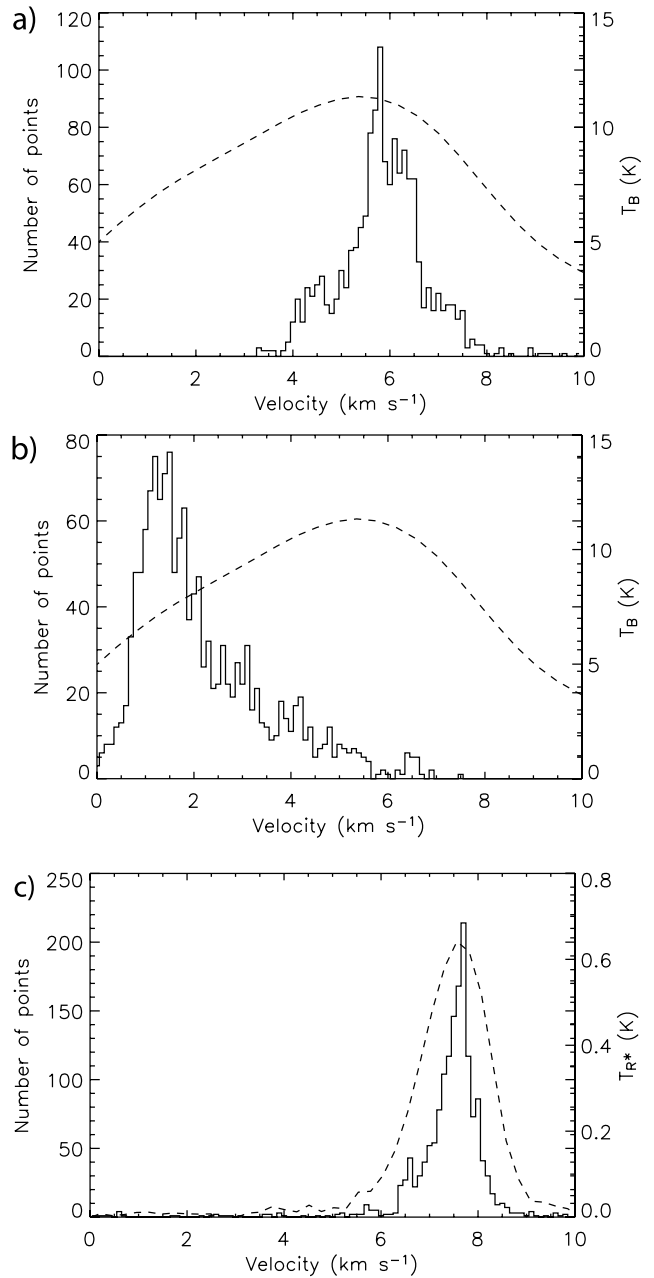 a)
120
100
80
60
40
20
0
Number of points
15
10
5
0
T_B (K)
0 2 4 6 8 10
Velocity (km s⁻¹)
b)
80
60
40
20
0
Number of points
15
10
5
0
T_B (K)
0 2 4 6 8 10
Velocity (km s⁻¹)
c)
250
200
150
100
50
0
Number of points
0.8
0.6
0.4
0.2
0.0
T_R* (K)
0 2 4 6 8 10
Velocity (km s⁻¹)